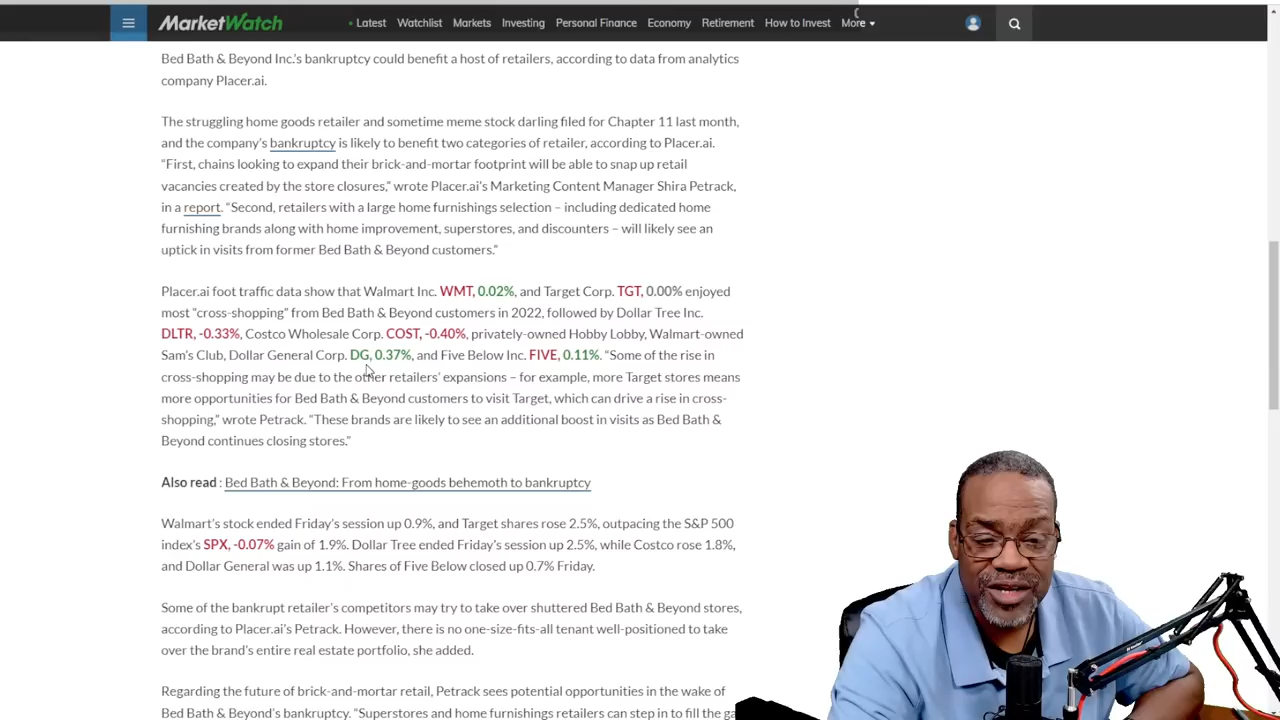 MarketWatch
• Latest Watchlist Markets Investing Personal Finance Economy Retirement How to Invest More
Bed Bath & Beyond Inc.'s bankruptcy could benefit a host of retailers, according to data from analytics
company Placer.ai.
The struggling home goods retailer and sometime meme stock darling filed for Chapter 11 last month,
and the company's bankruptcy is likely to benefit two categories of retailer, according to Placer.ai.
“First, chains looking to expand their brick-and-mortar footprint will be able to snap up retail
vacancies created by the store closures,” wrote Placer.ai's Marketing Content Manager Shira Petrack,
in a report. “Second, retailers with a large home furnishings selection – including dedicated home
furnishing brands along with home improvement, superstores, and discounters – will likely see an
uptick in visits from former Bed Bath & Beyond customers.”
Placer.ai foot traffic data show that Walmart Inc. WMT, 0.02%, and Target Corp. TGT, 0.00% enjoyed
most “cross-shopping” from Bed Bath & Beyond customers in 2022, followed by Dollar Tree Inc.
DLTR, -0.33%, Costco Wholesale Corp. COST, -0.40%, privately-owned Hobby Lobby, Walmart-owned
Sam's Club, Dollar General Corp. DG, 0.37%, and Five Below Inc. FIVE, 0.11%. “Some of the rise in
cross-shopping may be due to the other retailers' expansions – for example, more Target stores means
more opportunities for Bed Bath & Beyond customers to visit Target, which can drive a rise in cross-
shopping,” wrote Petrack. “These brands are likely to see an additional boost in visits as Bed Bath &
Beyond continues closing stores.”
Also read : Bed Bath & Beyond: From home-goods behemoth to bankruptcy
Walmart's stock ended Friday's session up 0.9%, and Target shares rose 2.5%, outpacing the S&P 500
index's SPX, -0.07% gain of 1.9%. Dollar Tree ended Friday's session up 2.5%, while Costco rose 1.8%,
and Dollar General was up 1.1%. Shares of Five Below closed up 0.7% Friday.
Some of the bankrupt retailer's competitors may try to take over shuttered Bed Bath & Beyond stores,
according to Placer.ai's Petrack. However, there is no one-size-fits-all tenant well-positioned to take
over the brand's entire real estate portfolio, she added.
Regarding the future of brick-and-mortar retail, Petrack sees potential opportunities in the wake of
Bed Bath & Beyond's bankruptcy. “Superstores and home furnishings retailers can step in to fill the